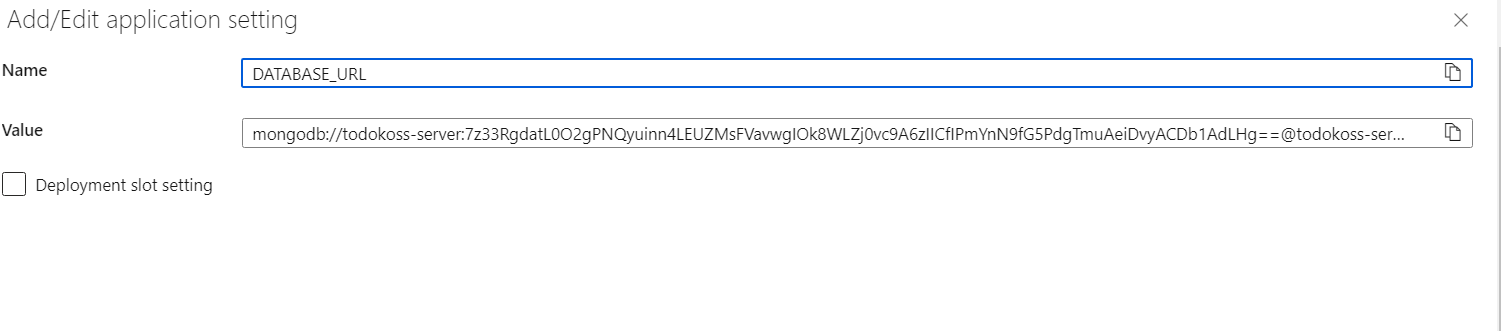 Add/Edit application setting
Name
DATABASE_URL
Value
Deployment slot setting